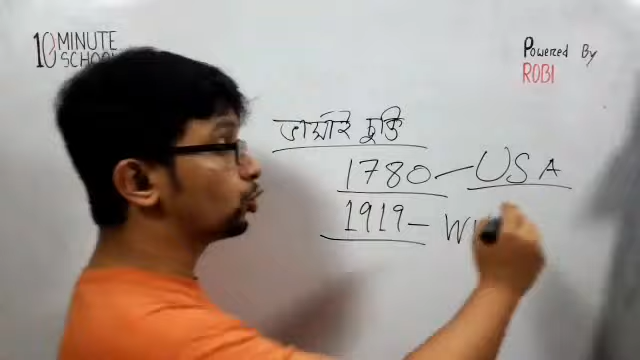 10 MINUTE
SCHOOL
Powered By
ROBI
ভার্সাই চুক্তি
1780 – USA
1919 – W